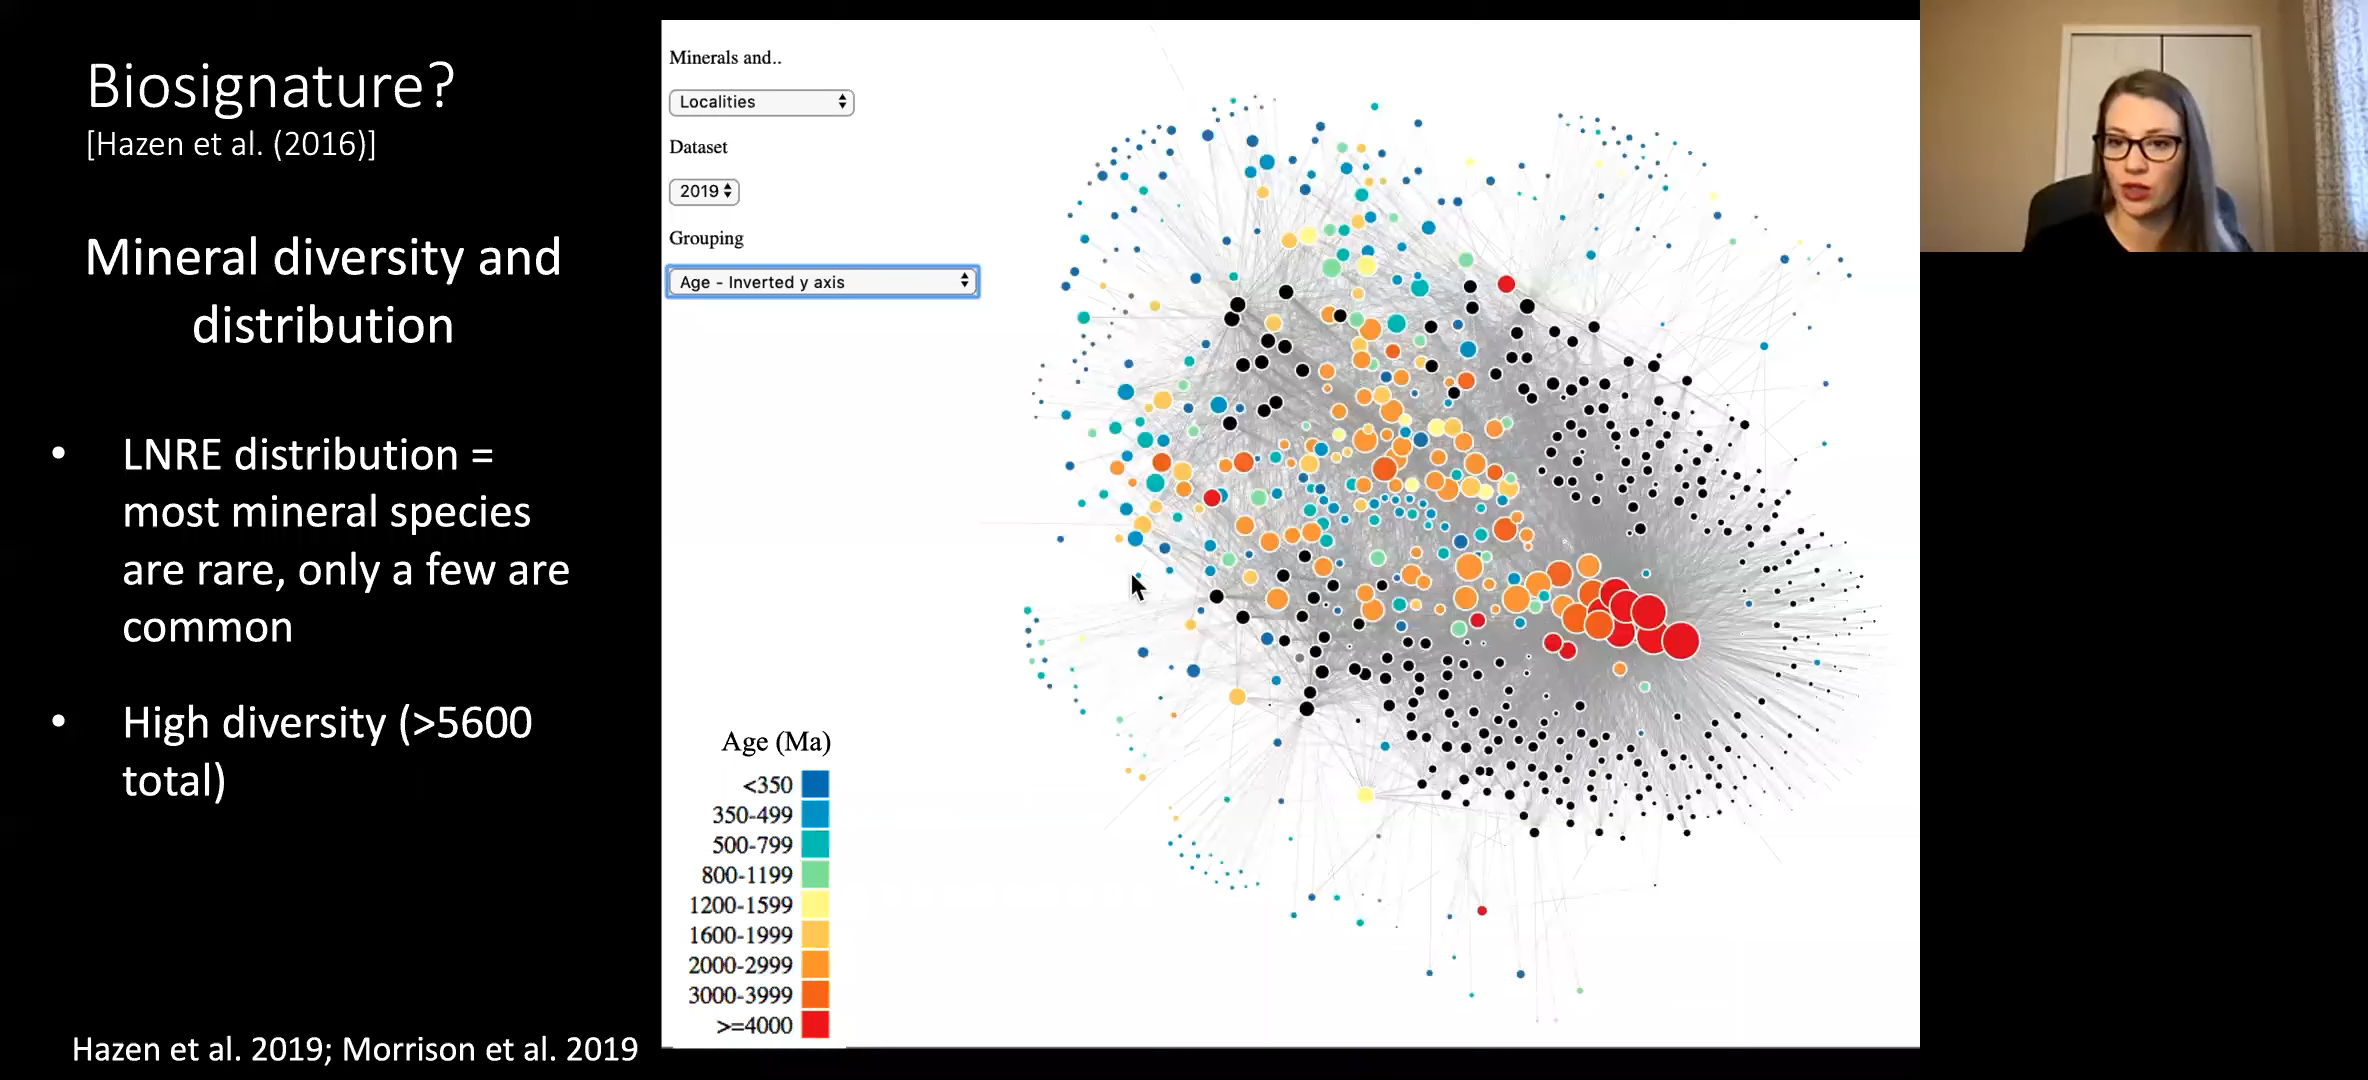 Biosignature?
[Hazen et al. (2016)]
Mineral diversity and
distribution
• LNRE distribution =
most mineral species
are rare, only a few are
common
• High diversity (>5600
total)
Hazen et al. 2019; Morrison et al. 2019
Minerals and..
Localities
Dataset
2019
Grouping
Age - Inverted y axis
Age (Ma)
<350
350-499
500-799
800-1199
1200-1599
1600-1999
2000-2999
3000-3999
>=4000